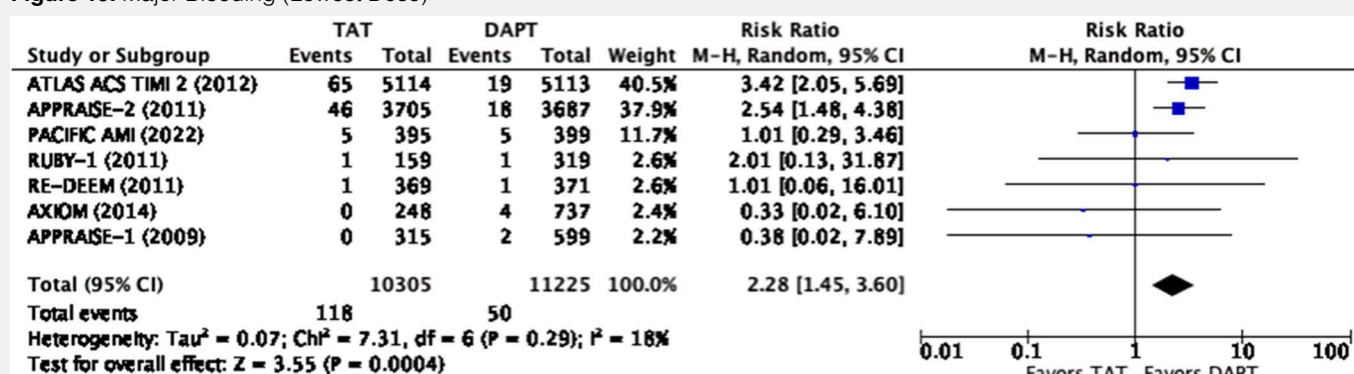 TAT DAPT Risk Ratio Risk Ratio
Study or Subgroup Events Total Events Total Weight M-H, Random, 95% CI M-H, Random, 95% CI
ATLAS ACS TIMI 2 (2012) 65 5114 19 5113 40.5% 3.42 [2.05, 5.69]
APPRAISE-2 (2011) 46 3705 18 3687 37.9% 2.54 [1.48, 4.38]
PACIFIC AMI (2022) 5 395 5 399 11.7% 1.01 [0.29, 3.46]
RUBY-1 (2011) 1 159 1 319 2.6% 2.01 [0.13, 31.87]
RE-DEEM (2011) 1 369 1 371 2.6% 1.01 [0.06, 16.01]
AXIOM (2014) 0 248 4 737 2.4% 0.33 [0.02, 6.10]
APPRAISE-1 (2009) 0 315 2 599 2.2% 0.38 [0.02, 7.89]
Total (95% CI) 10305 11225 100.0% 2.28 [1.45, 3.60]
Total events 118 50
Heterogeneity: Tau² = 0.07; Chi² = 7.31, df = 6 (P = 0.29); I² = 18%
0.01 0.1 1 10 100
Test for overall effect: Z = 3.55 (P = 0.0004)
Favors TAT Favors DAPT